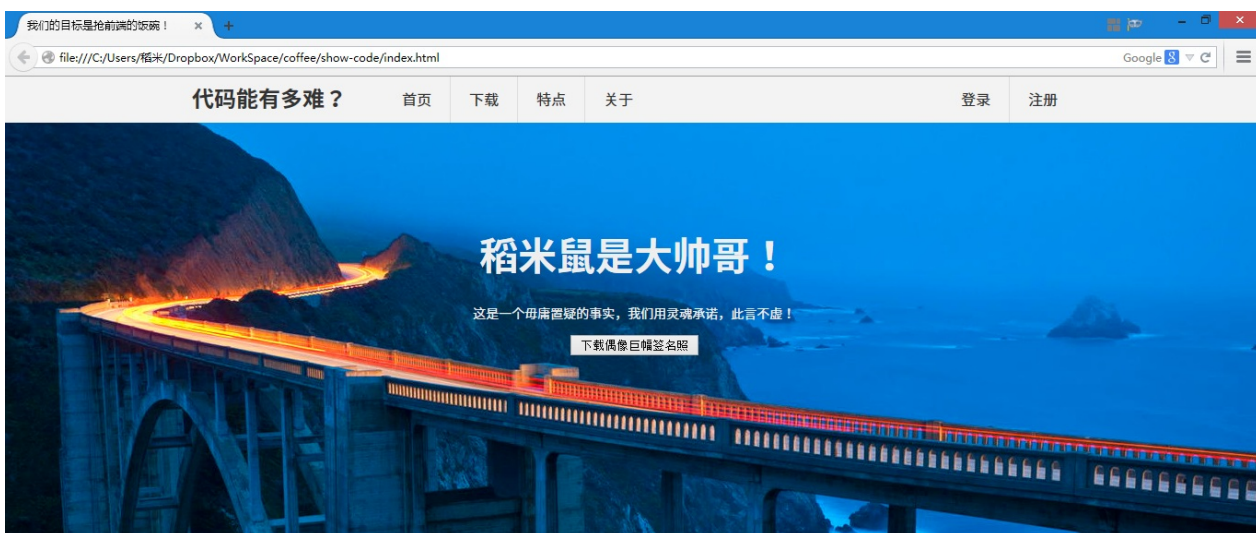 我们的目标是抢前端的饭碗！
file:///C:/Users/稻米/Dropbox/WorkSpace/coffee/show-code/index.html
Google 8
代码能有多难？ 首页 下载 特点 关于 登录 注册
稻米鼠是大帅哥！
这是一个毋庸置疑的事实，我们用灵魂承诺，此言不虚！
下载偶像巨幅签名照